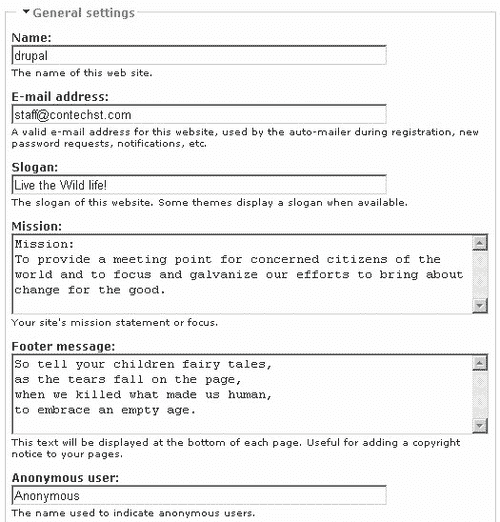 General settings
Name:
drupal
The name of this web site.
E-mail address:
staff@contechst.com
A valid e-mail address for this website, used by the auto-mailer during registration, new
password requests, notifications, etc.
Slogan:
Live the Wild life!
The slogan of this website. Some themes display a slogan when available.
Mission:
Mission:
To provide a meeting point for concerned citizens of the
world and to focus and galvanize our efforts to bring about
change for the good.
Your site's mission statement or focus.
Footer message:
So tell your children fairy tales,
as the tears fall on the page,
when we killed what made us human,
to embrace an empty age.
This text will be displayed at the bottom of each page. Useful for adding a copyright
notice to your pages.
Anonymous user:
Anonymous
The name used to indicate anonymous users.